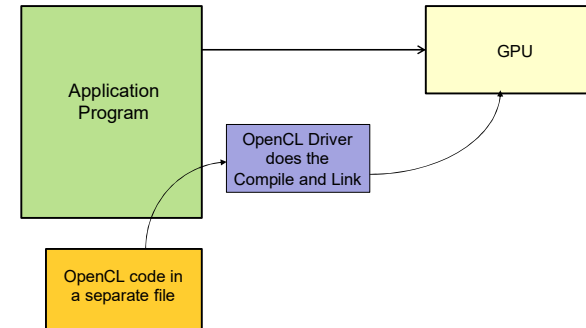 Application
Program
GPU
OpenCL Driver
does the
Compile and Link
OpenCL code in
a separate file